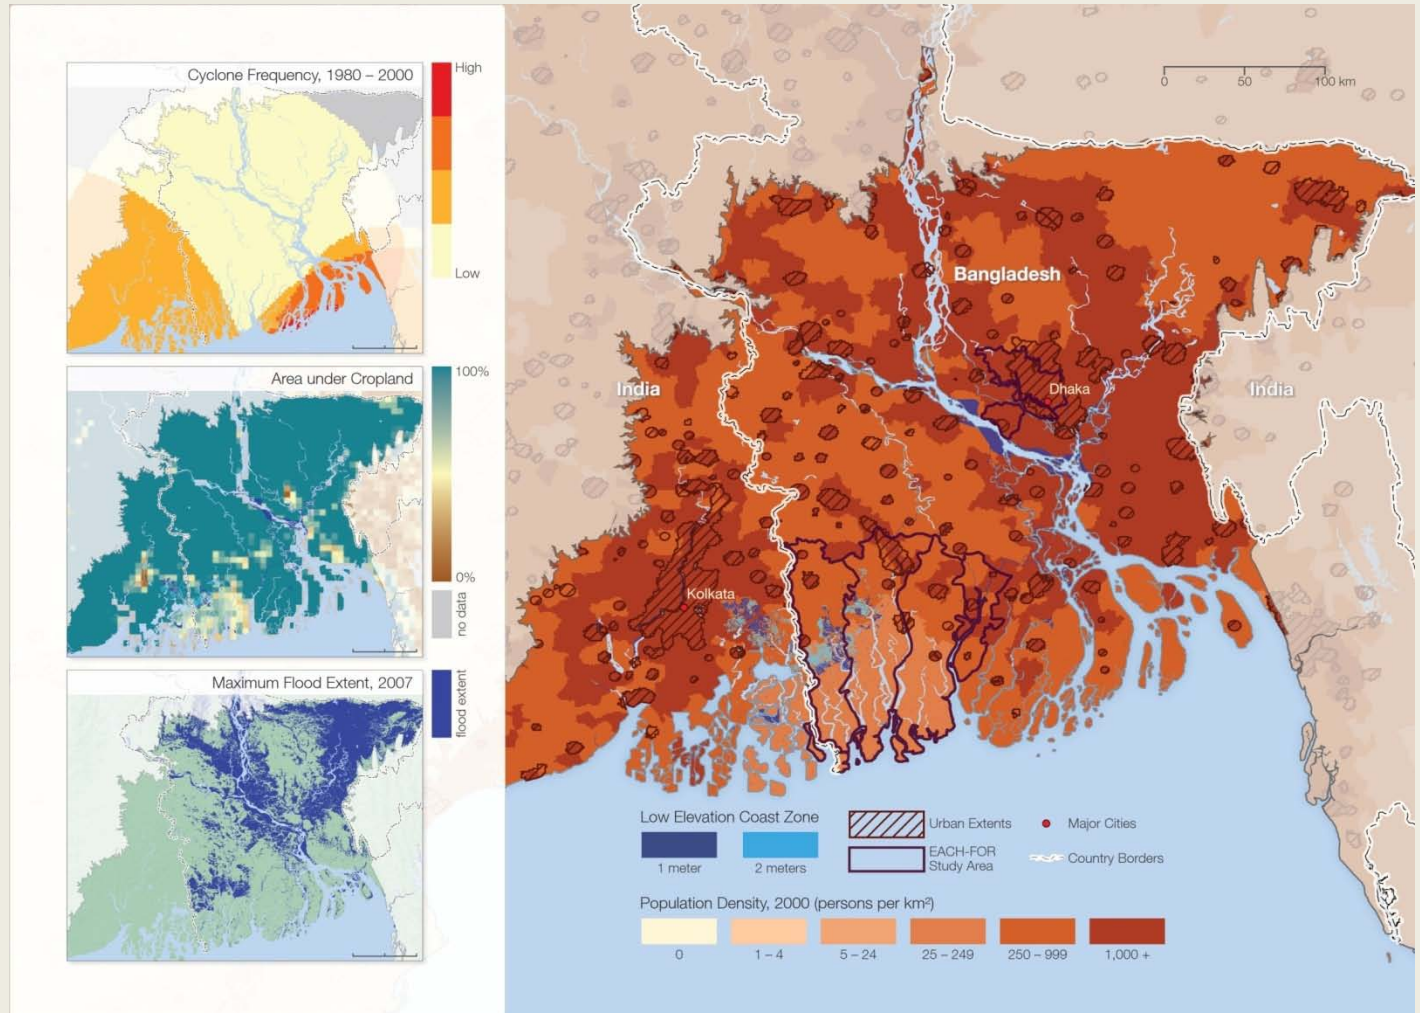 Cyclone Frequency, 1980 – 2000
High
Low
Area under Cropland
100%
0%
no data
Maximum Flood Extent, 2007
flood extent
0 50 100 km
Bangladesh
India
Dhaka
India
Kolkata
Low Elevation Coast Zone
1 meter
2 meters
Urban Extents
Major Cities
EACH-FOR
Study Area
Country Borders
Population Density, 2000 (persons per km²)
0
1 – 4
5 – 24
25 – 249
250 – 999
1,000 +